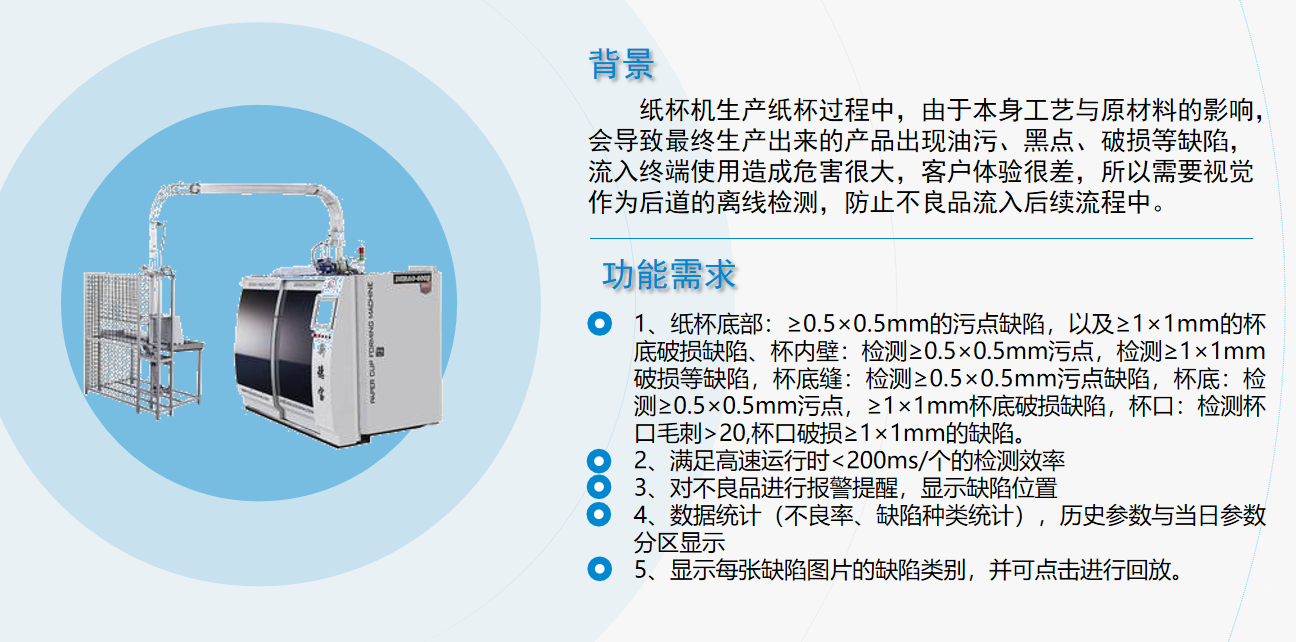 背景
纸杯机生产纸杯过程中，由于本身工艺与原材料的影响，
会导致最终生产出来的产品出现油污、黑点、破损等缺陷，
流入终端使用造成危害很大，客户体验很差，所以需要视觉
作为后道的离线检测，防止不良品流入后续流程中。
功能需求
1、纸杯底部：≥0.5×0.5mm的污点缺陷，以及≥1×1mm的杯
底破损缺陷、杯内壁：检测≥0.5×0.5mm污点，检测≥1×1mm
破损等缺陷，杯底缝：检测≥0.5×0.5mm污点缺陷，杯底：检
测≥0.5×0.5mm污点，≥1×1mm杯底破损缺陷，杯口：检测杯
口毛刺>20,杯口破损≥1×1mm的缺陷。
2、满足高速运行时<200ms/个的检测效率
3、对不良品进行报警提醒，显示缺陷位置
4、数据统计（不良率、缺陷种类统计），历史参数与当日参数
分区显示
5、显示每张缺陷图片的缺陷类别，并可点击进行回放。
PAPER CUP FORMING MACHINE